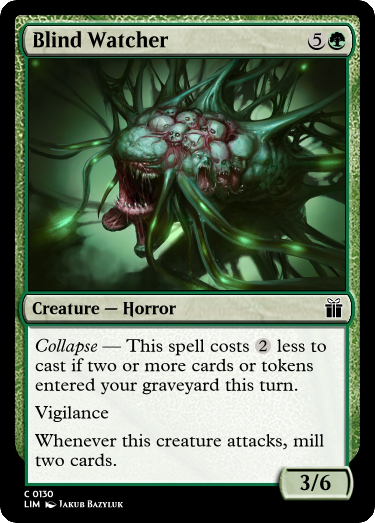 Blind Watcher 5
Creature — Horror
Collapse — This spell costs 2 less to
cast if two or more cards or tokens
entered your graveyard this turn.
Vigilance
Whenever this creature attacks, mill
two cards.
3/6
C 0130
LIM Jakub Bazyluk